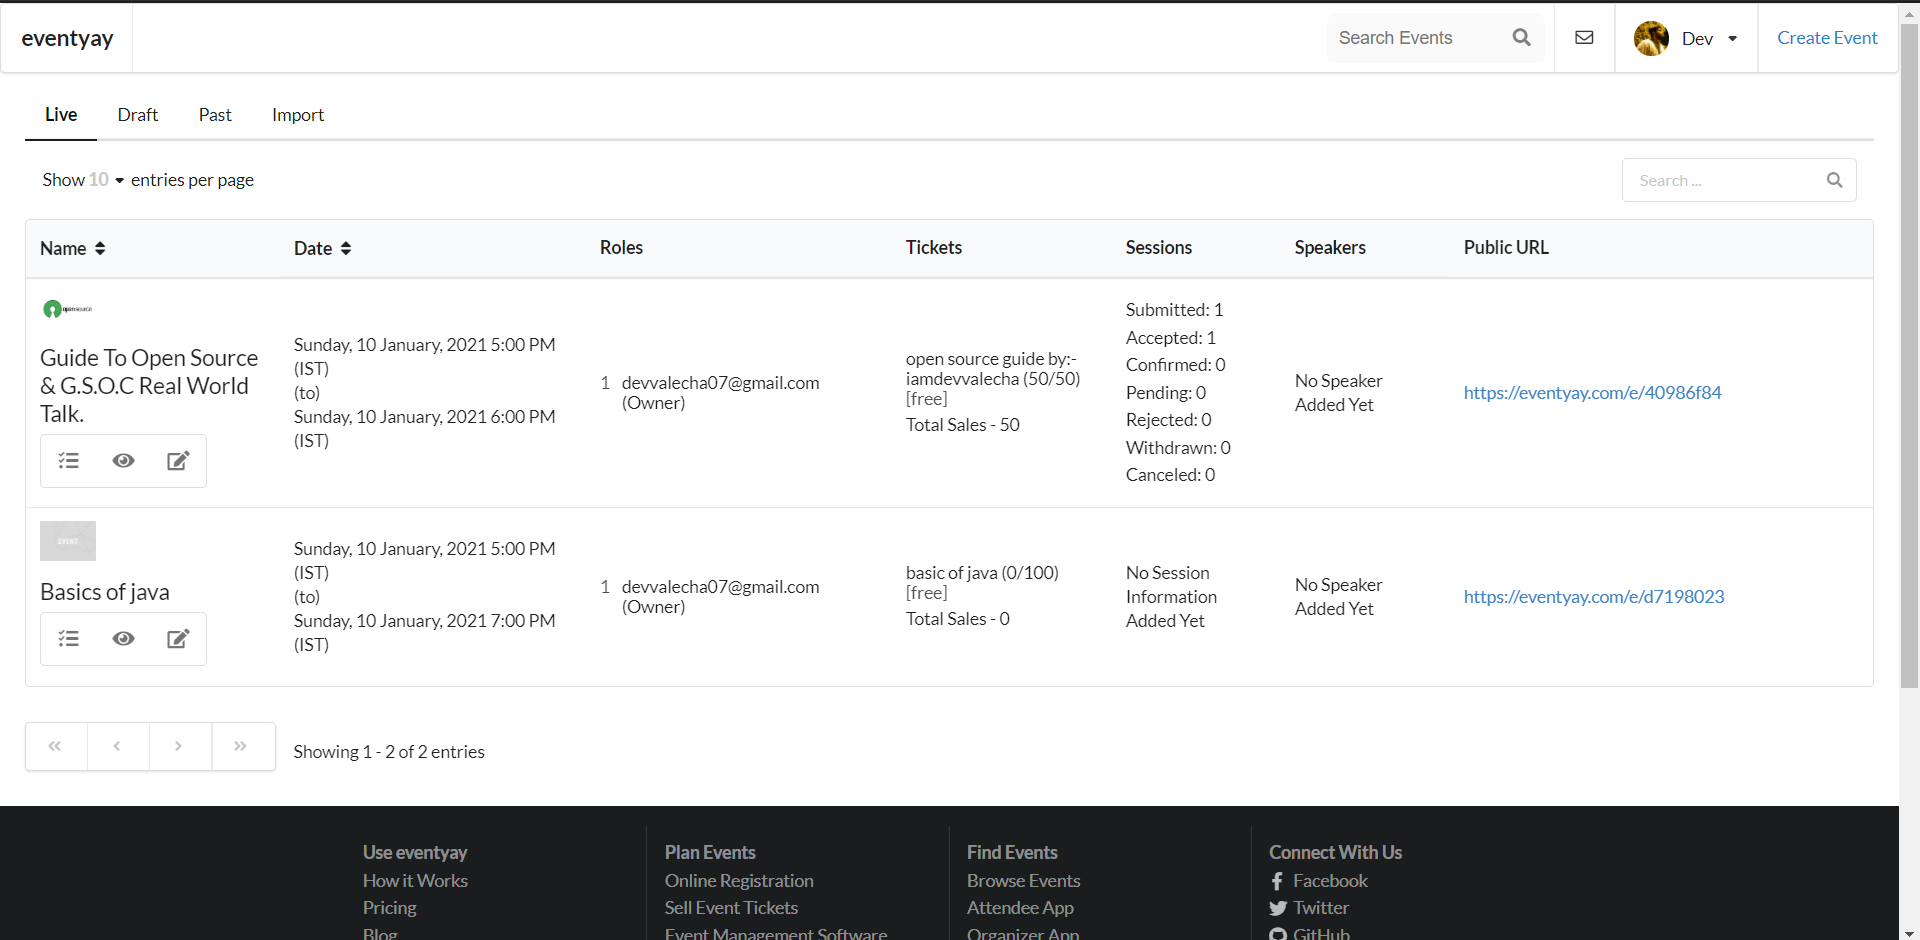 eventyay
Search Events
Dev
Create Event
Live
Draft
Past
Import
Show 10 entries per page
Search ...
Name
Date
Roles
Tickets
Sessions
Speakers
Public URL
open source
Guide To Open Source
& G.S.O.C Real World
Talk.
Sunday, 10 January, 2021 5:00 PM
(IST)
(to)
Sunday, 10 January, 2021 6:00 PM
(IST)
1 devvalecha07@gmail.com
(Owner)
open source guide by:-
iamdevvalecha (50/50)
[free]
Total Sales - 50
Submitted: 1
Accepted: 1
Confirmed: 0
Pending: 0
Rejected: 0
Withdrawn: 0
Canceled: 0
No Speaker
Added Yet
https://eventyay.com/e/40986f84
EVENT
Basics of java
Sunday, 10 January, 2021 5:00 PM
(IST)
(to)
Sunday, 10 January, 2021 7:00 PM
(IST)
1 devvalecha07@gmail.com
(Owner)
basic of java (0/100)
[free]
Total Sales - 0
No Session
Information
Added Yet
No Speaker
Added Yet
https://eventyay.com/e/d7198023
Showing 1 - 2 of 2 entries
Use eventyay
How it Works
Pricing
Blog
Plan Events
Online Registration
Sell Event Tickets
Event Management Software
Find Events
Browse Events
Attendee App
Organizer App
Connect With Us
Facebook
Twitter
GitHub